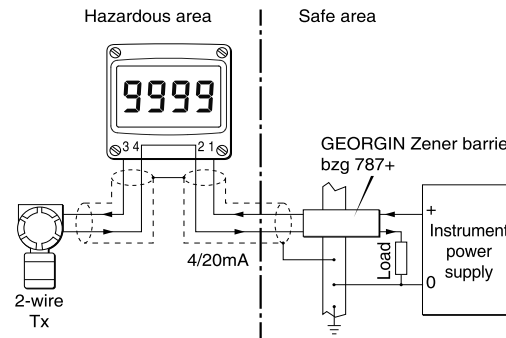 Hazardous area
Safe area
9999
3 4
2 1
GEORGIN Zener barrie
bzg 787+
+
Instrument
power
supply
Load
0
4/20mA
2-wire
Tx